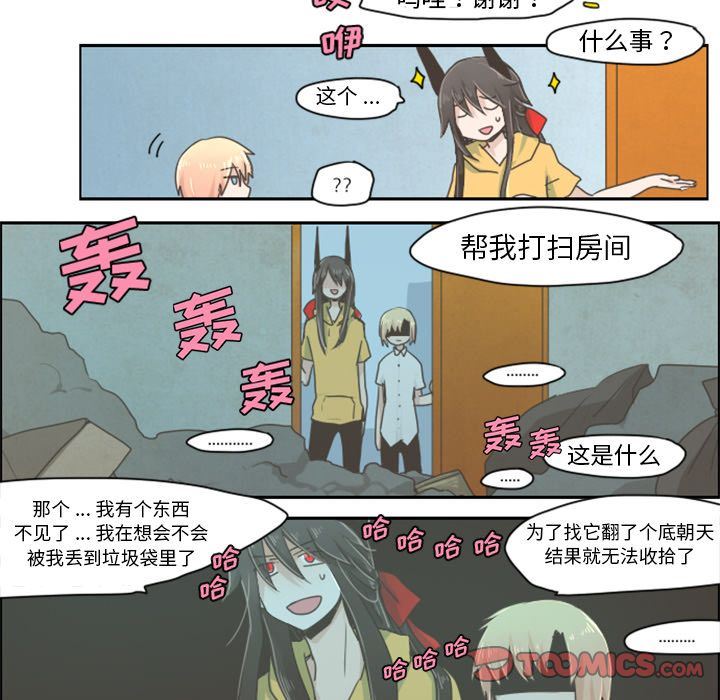 吗哇？谢谢！
咿
什么事？
这个 ...
??
帮我打扫房间
轰
轰
轰
.........
............
轰
轰
这是什么
......
那个 ... 我有个东西
不见了 ... 我在想会不会
被我丢到垃圾袋里了
为了找它翻了个底朝天
结果就无法收拾了
哈
哈
哈
哈
哈
哈
哈
哈
哈
.........
TOOMICS.COM